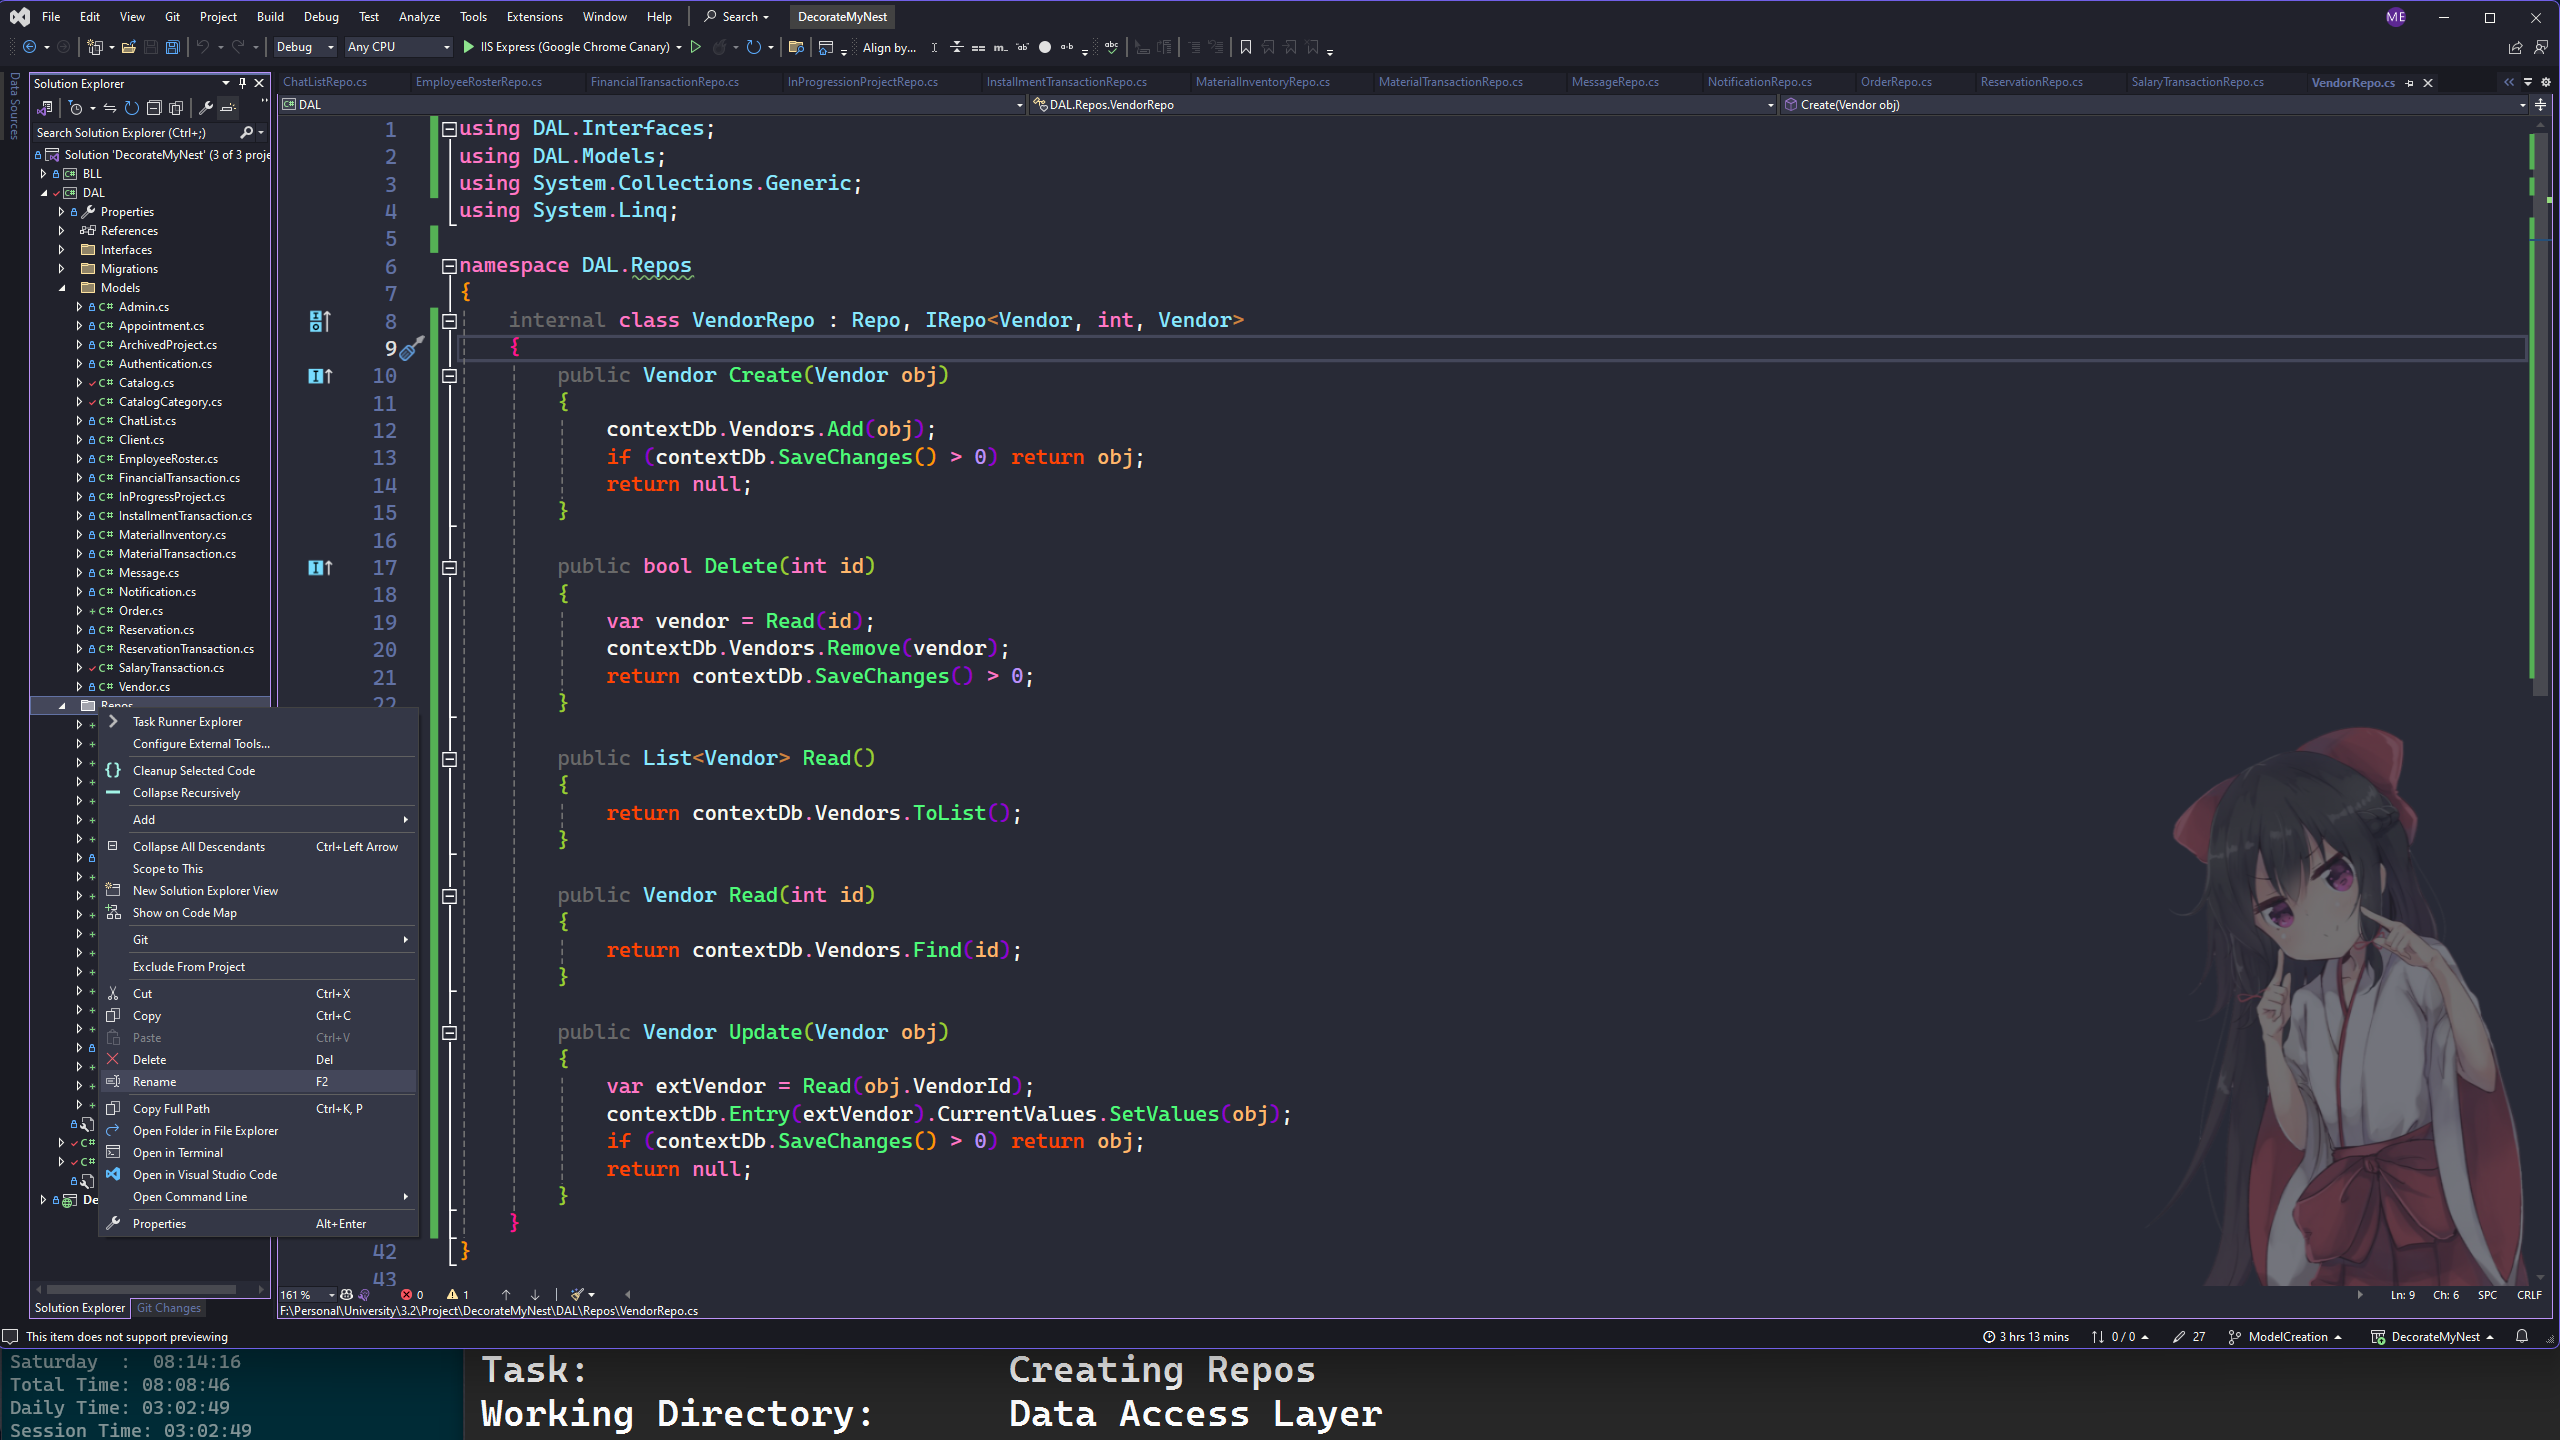 File Edit View Git Project Build Debug Test Analyze Tools Extensions Window Help Search DecorateMyNest ME
Debug Any CPU IIS Express (Google Chrome Canary) Align by...
Data Sources
Solution Explorer
Search Solution Explorer (Ctrl+;)
Solution 'DecorateMyNest' (3 of 3 proje
BLL
DAL
Properties
References
Interfaces
Migrations
Models
C# Admin.cs
C# Appointment.cs
C# ArchivedProject.cs
C# Authentication.cs
C# Catalog.cs
C# CatalogCategory.cs
C# ChatList.cs
C# Client.cs
C# EmployeeRoster.cs
C# FinancialTransaction.cs
C# InProgressProject.cs
C# InstallmentTransaction.cs
C# MaterialInventory.cs
C# MaterialTransaction.cs
C# Message.cs
C# Notification.cs
C# Order.cs
C# Reservation.cs
C# ReservationTransaction.cs
C# SalaryTransaction.cs
C# Vendor.cs
Repos
Task Runner Explorer
Configure External Tools...
Cleanup Selected Code
Collapse Recursively
Add
Collapse All Descendants Ctrl+Left Arrow
Scope to This
New Solution Explorer View
Show on Code Map
Git
Exclude From Project
Cut Ctrl+X
Copy Ctrl+C
Paste Ctrl+V
Delete Del
Rename F2
Copy Full Path Ctrl+K, P
Open Folder in File Explorer
Open in Terminal
Open in Visual Studio Code
Open Command Line
Properties Alt+Enter
De
Solution Explorer Git Changes
ChatListRepo.cs EmployeeRosterRepo.cs FinancialTransactionRepo.cs InProgressionProjectRepo.cs InstallmentTransactionRepo.cs MaterialInventoryRepo.cs MaterialTransactionRepo.cs MessageRepo.cs NotificationRepo.cs OrderRepo.cs ReservationRepo.cs SalaryTransactionRepo.cs VendorRepo.cs
DAL DAL.Repos.VendorRepo Create(Vendor obj)
1 using DAL.Interfaces;
2 using DAL.Models;
3 using System.Collections.Generic;
4 using System.Linq;
5
6 namespace DAL.Repos
7 {
8 internal class VendorRepo : Repo, IRepo<Vendor, int, Vendor>
9 {
10 public Vendor Create(Vendor obj)
11 {
12 contextDb.Vendors.Add(obj);
13 if (contextDb.SaveChanges() > 0) return obj;
14 return null;
15 }
16
17 public bool Delete(int id)
18 {
19 var vendor = Read(id);
20 contextDb.Vendors.Remove(vendor);
21 return contextDb.SaveChanges() > 0;
22 }
public List<Vendor> Read()
{
return contextDb.Vendors.ToList();
}
public Vendor Read(int id)
{
return contextDb.Vendors.Find(id);
}
public Vendor Update(Vendor obj)
{
var extVendor = Read(obj.VendorId);
contextDb.Entry(extVendor).CurrentValues.SetValues(obj);
if (contextDb.SaveChanges() > 0) return obj;
return null;
}
}
42 }
43
161 % 0 1 Ln: 9 Ch: 6 SPC CRLF
F:\Personal\University\3.2\Project\DecorateMyNest\DAL\Repos\VendorRepo.cs
This item does not support previewing 3 hrs 13 mins 0 / 0 27 ModelCreation DecorateMyNest
Saturday : 08:14:16
Total Time: 08:08:46
Daily Time: 03:02:49
Session Time: 03:02:49
Task: Creating Repos
Working Directory: Data Access Layer